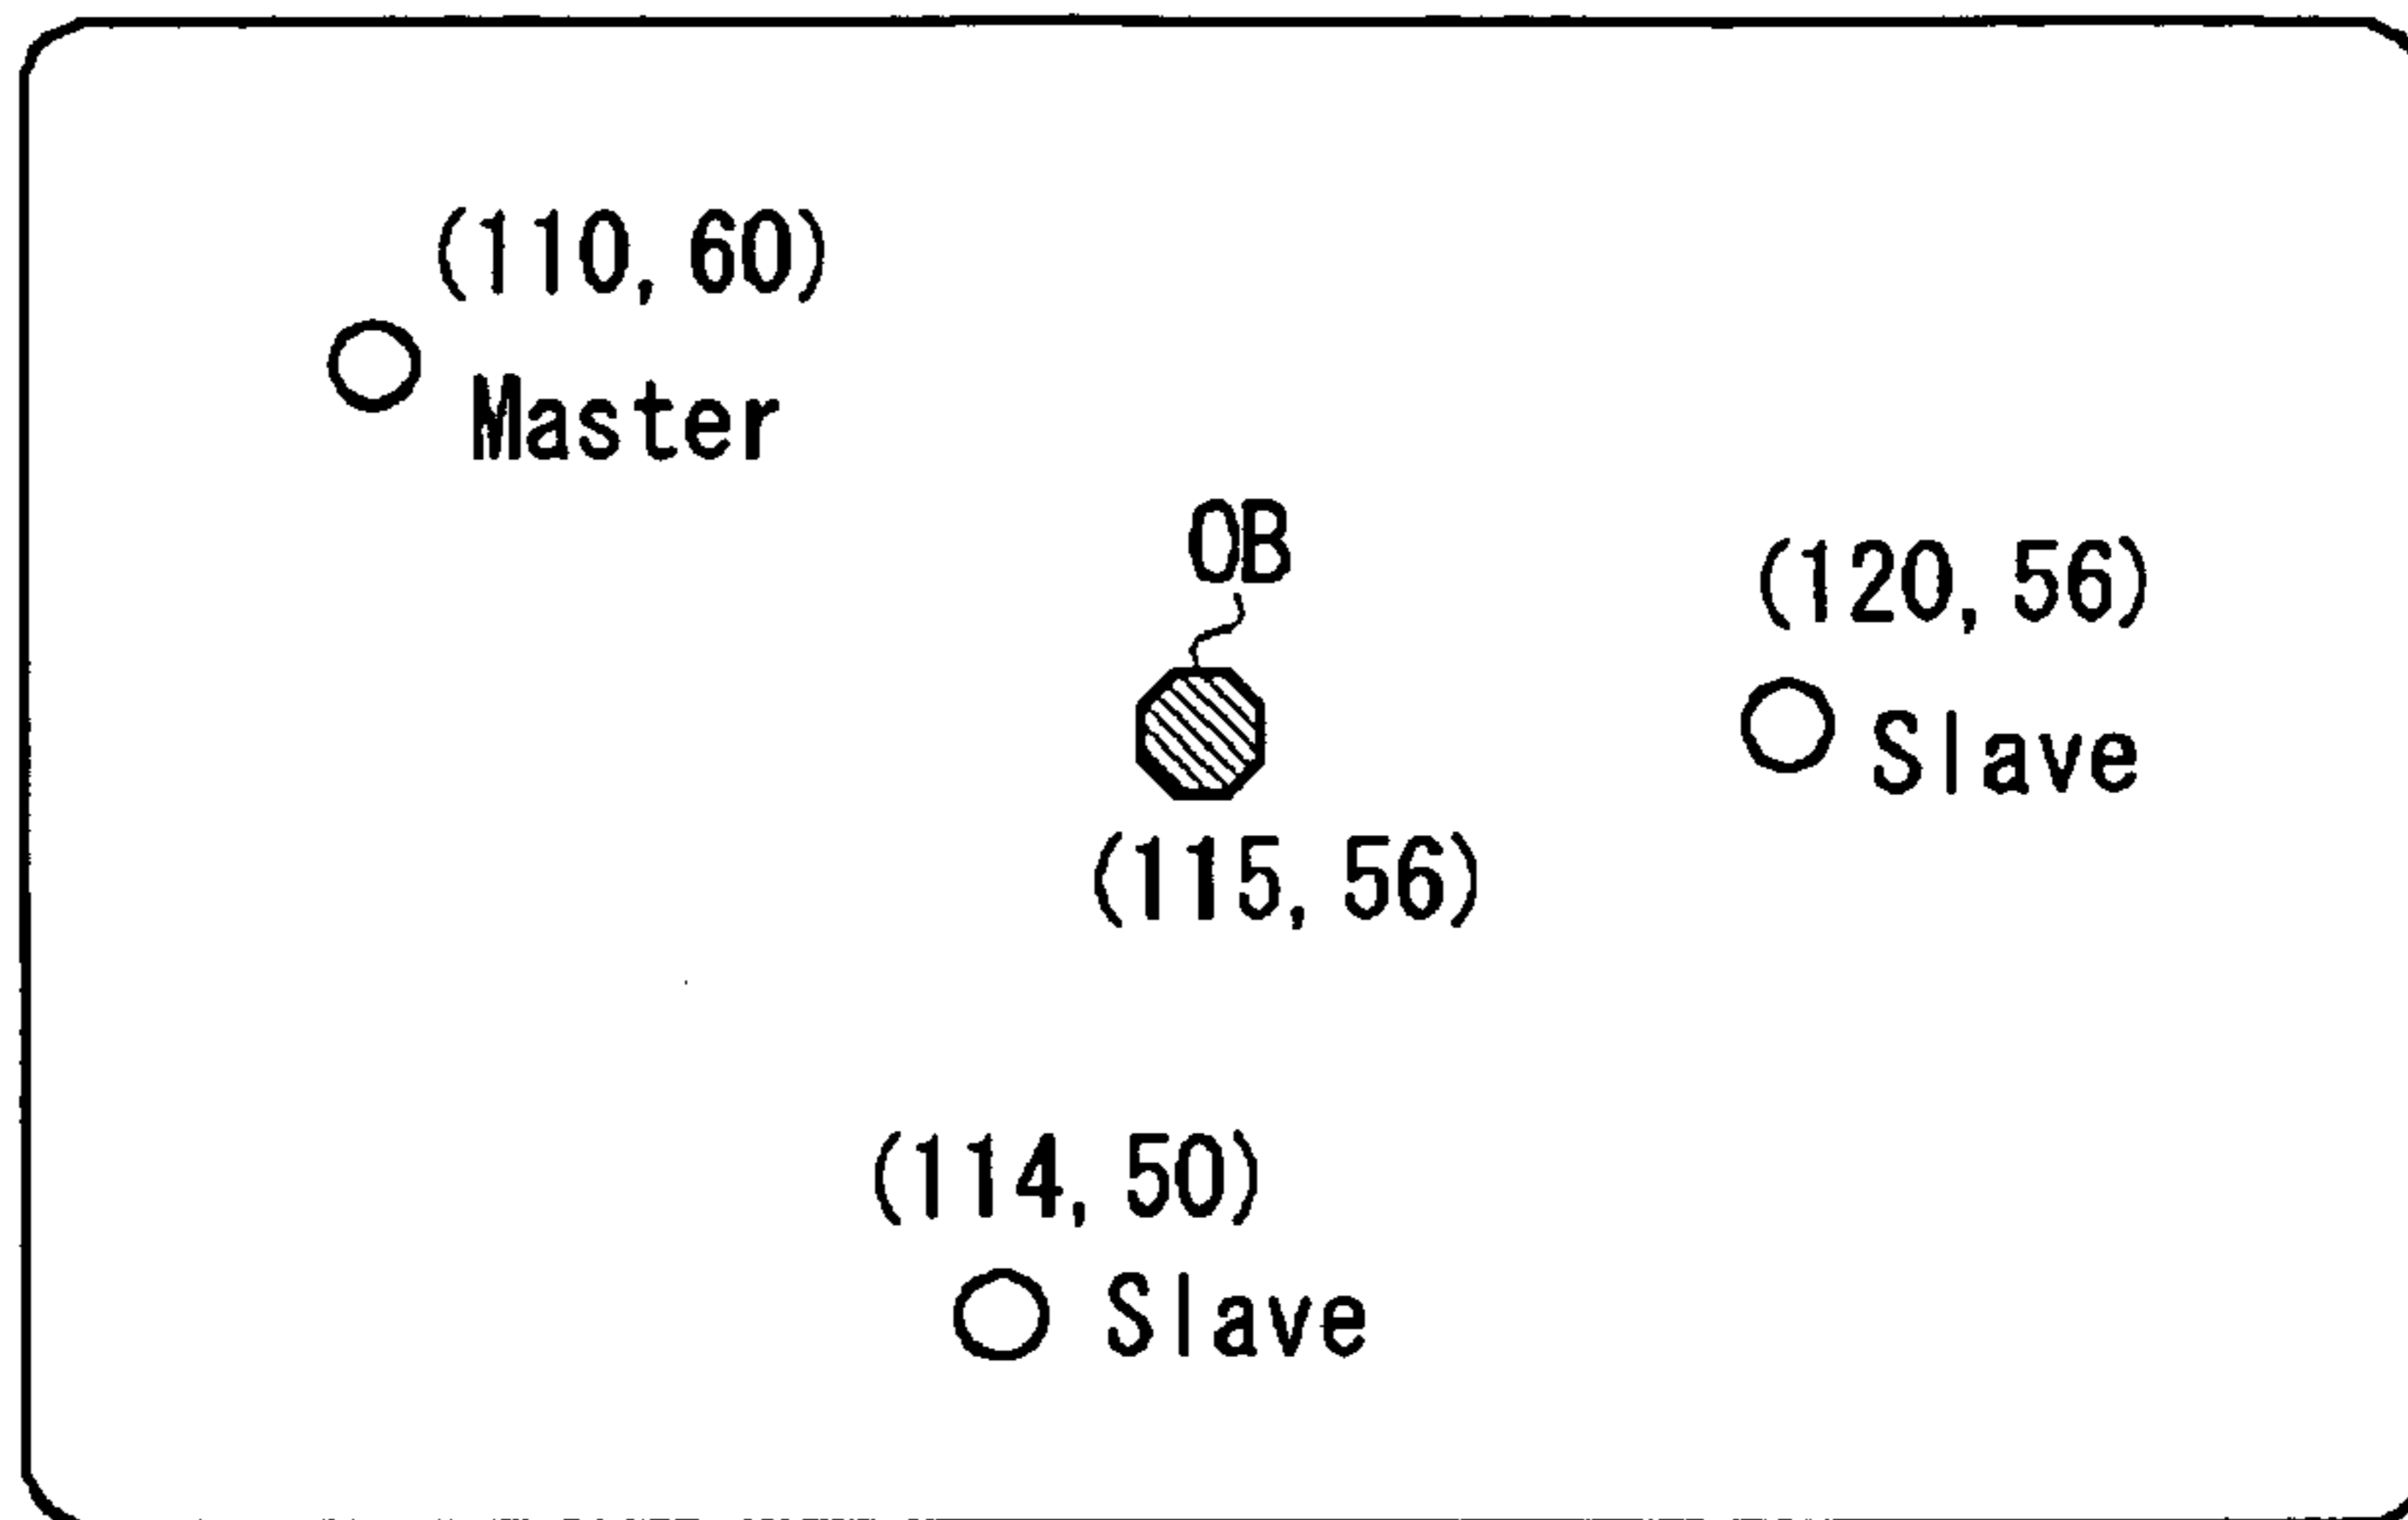 (110, 60)
Master
OB
(120, 56)
Slave
(115, 56)
(114, 50)
Slave